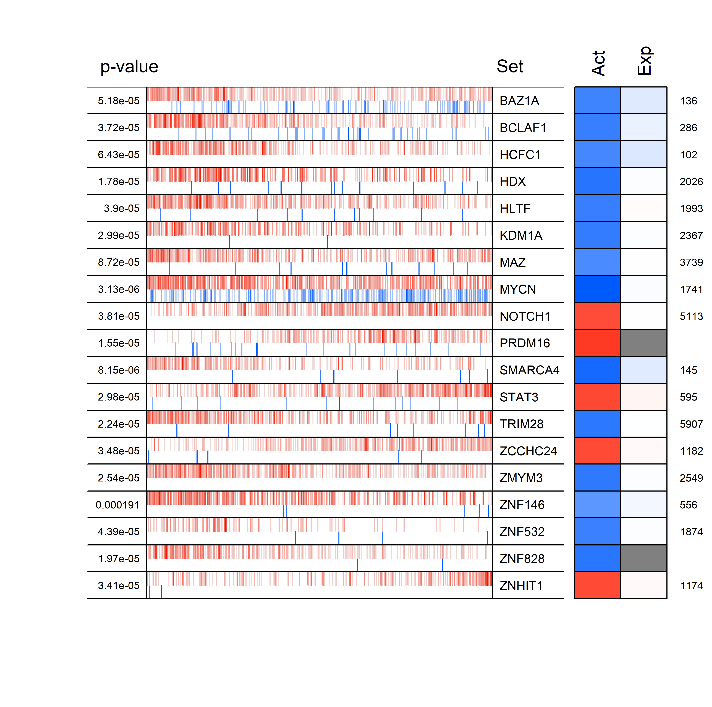 p-value Set Act Exp
5.18e-05 BAZ1A 136
3.72e-05 BCLAF1 286
6.43e-05 HCFC1 102
1.78e-05 HDX 2026
3.9e-05 HLTF 1993
2.99e-05 KDM1A 2367
8.72e-05 MAZ 3739
3.13e-06 MYCN 1741
3.81e-05 NOTCH1 5113
1.55e-05 PRDM16
8.15e-06 SMARCA4 145
2.98e-05 STAT3 595
2.24e-05 TRIM28 5907
3.48e-05 ZCCHC24 1182
2.54e-05 ZMYM3 2549
0.000191 ZNF146 556
4.39e-05 ZNF532 1874
1.97e-05 ZNF828
3.41e-05 ZNHIT1 1174